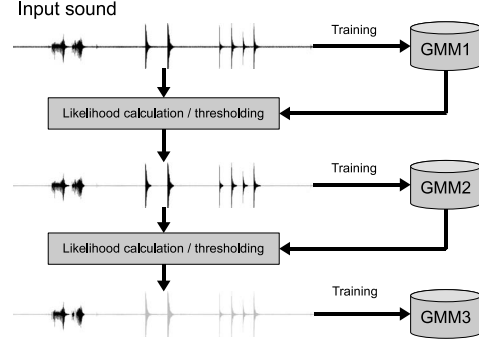 Input sound
Training
GMM1
Likelihood calculation / thresholding
Training
GMM2
Likelihood calculation / thresholding
Training
GMM3